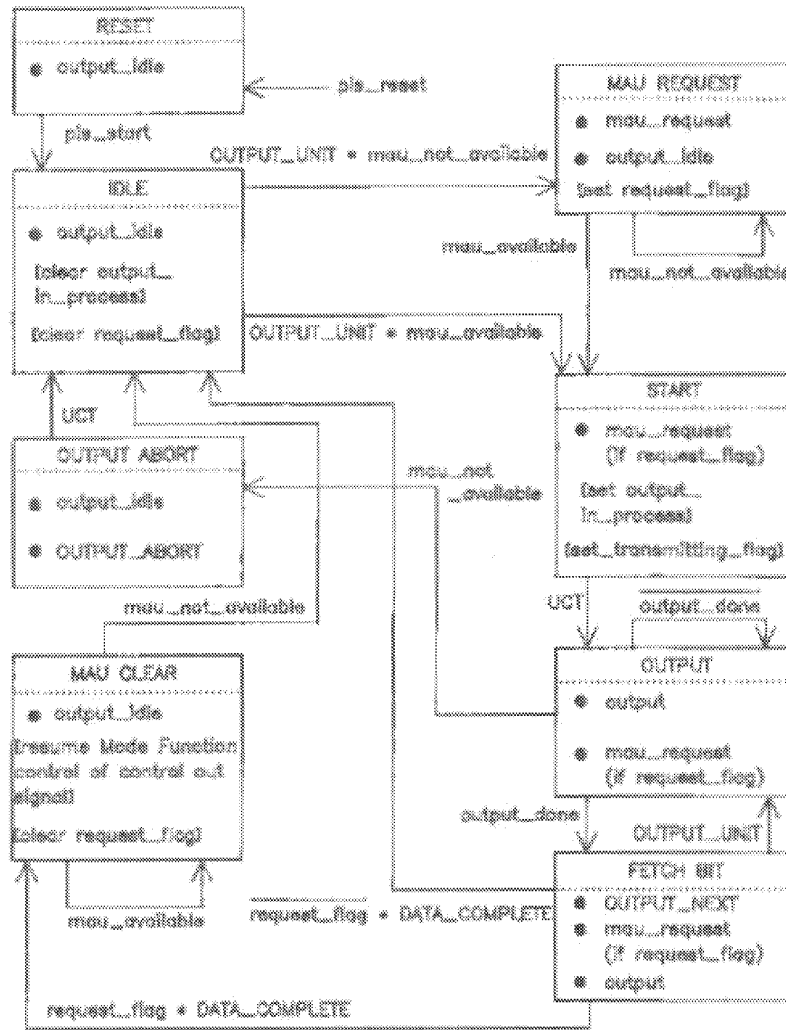 RESET
● output_idle
pls_reset
pls_start
IDLE
● output_idle
[clear output_
in_process]
[clear request_flag]
OUTPUT_UNIT * mau_not_available
MAU REQUEST
● mau_request
● output_idle
[set request_flag]
mau_not_available
mau_available
OUTPUT_UNIT * mau_available
START
● mau_request
(if request_flag)
[set output_
in_process]
[set_transmitting_flag]
UCT
OUTPUT ABORT
● output_idle
● OUTPUT_ABORT
mau_not
_available
UCT
output_done
OUTPUT
● output
● mau_request
(if request_flag)
mau_not_available
MAU CLEAR
● output_idle
[resume Mode Function
control of control out
signal]
[clear request_flag]
mau_available
output_done
OUTPUT_UNIT
FETCH BIT
● OUTPUT_NEXT
● mau_request
(if request_flag)
● output
request_flag * DATA_COMPLETE
request_flag * DATA_COMPLETE